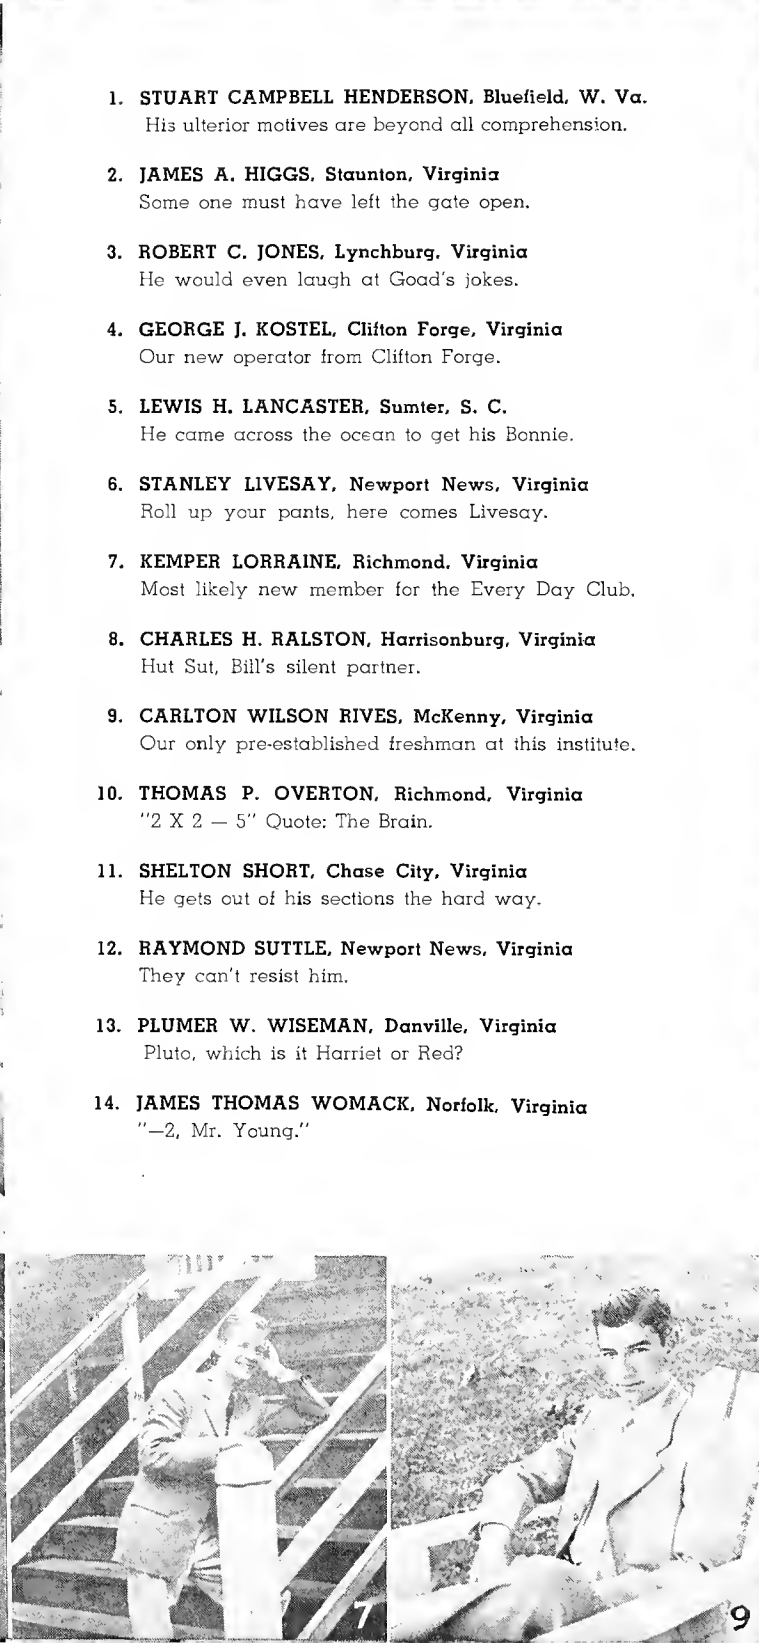 1. STUART CAMPBELL HENDERSON, Bluefield, W. Va.
His ulterior motives are beyond all comprehension.
2. JAMES A. HIGGS, Staunton, Virginia
Some one must have left the gate open.
3. ROBERT C. JONES, Lynchburg, Virginia
He would even laugh at Goad's jokes.
4. GEORGE J. KOSTEL, Clifton Forge, Virginia
Our new operator from Clifton Forge.
5. LEWIS H. LANCASTER, Sumter, S. C.
He came across the ocean to get his Bonnie.
6. STANLEY LIVESAY, Newport News, Virginia
Roll up your pants, here comes Livesay.
7. KEMPER LORRAINE, Richmond, Virginia
Most likely new member for the Every Day Club.
8. CHARLES H. RALSTON, Harrisonburg, Virginia
Hut Sut, Bill's silent partner.
9. CARLTON WILSON RIVES, McKenny, Virginia
Our only pre-established freshman at this institute.
10. THOMAS P. OVERTON, Richmond, Virginia
"2 X 2 — 5" Quote: The Brain.
11. SHELTON SHORT, Chase City, Virginia
He gets out of his sections the hard way.
12. RAYMOND SUTTLE, Newport News, Virginia
They can't resist him.
13. PLUMER W. WISEMAN, Danville, Virginia
Pluto, which is it Harriet or Red?
14. JAMES THOMAS WOMACK, Norfolk, Virginia
"—2, Mr. Young."
7
9